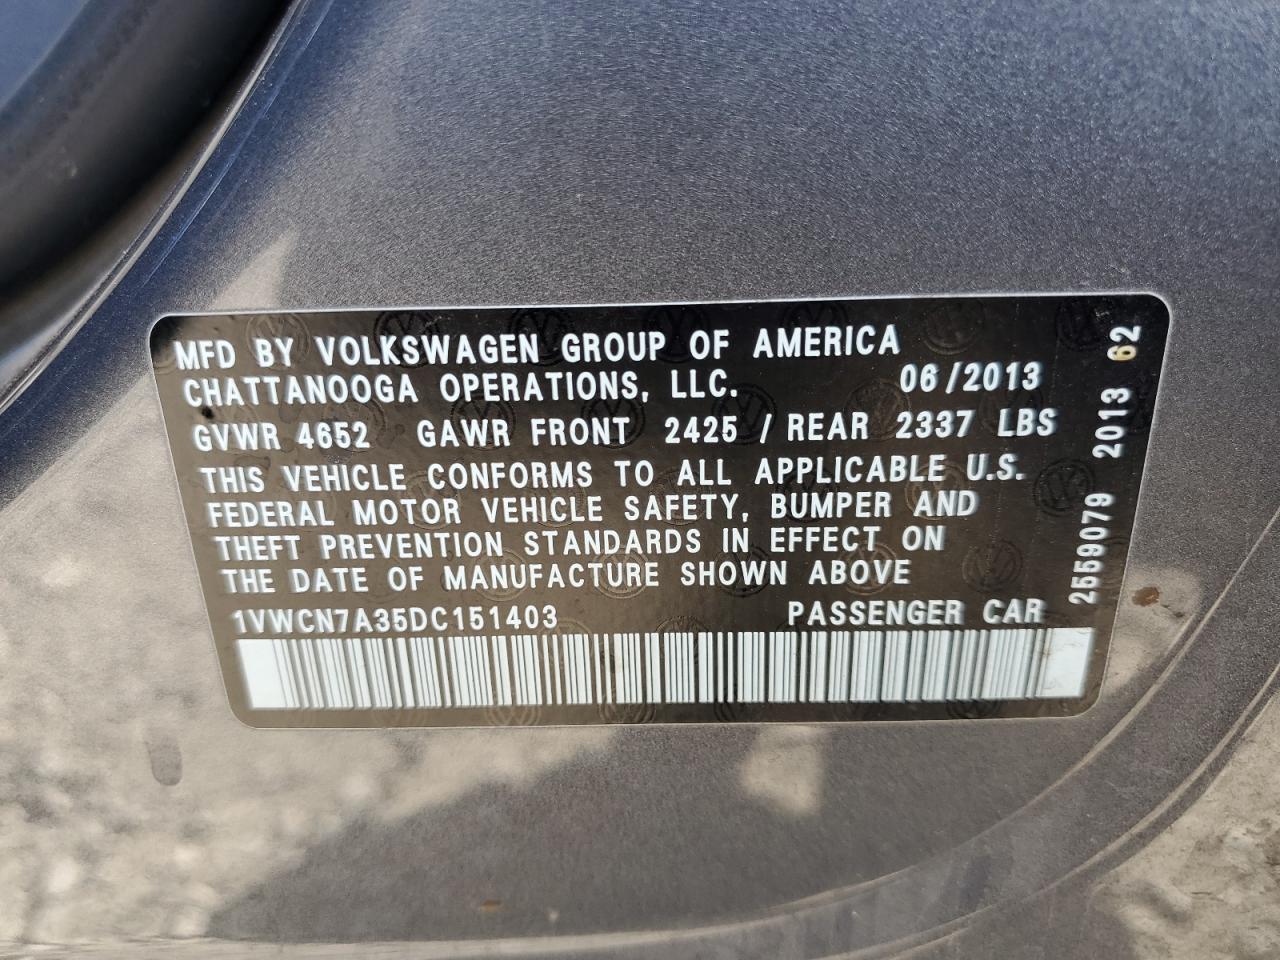 MFD BY VOLKSWAGEN GROUP OF AMERICA
CHATTANOOGA OPERATIONS, LLC. 06/2013
GVWR 4652 GAWR FRONT 2425 / REAR 2337 LBS
THIS VEHICLE CONFORMS TO ALL APPLICABLE U.S.
FEDERAL MOTOR VEHICLE SAFETY, BUMPER AND
THEFT PREVENTION STANDARDS IN EFFECT ON
THE DATE OF MANUFACTURE SHOWN ABOVE
1VWCN7A35DC151403 PASSENGER CAR
2559079 2013 62